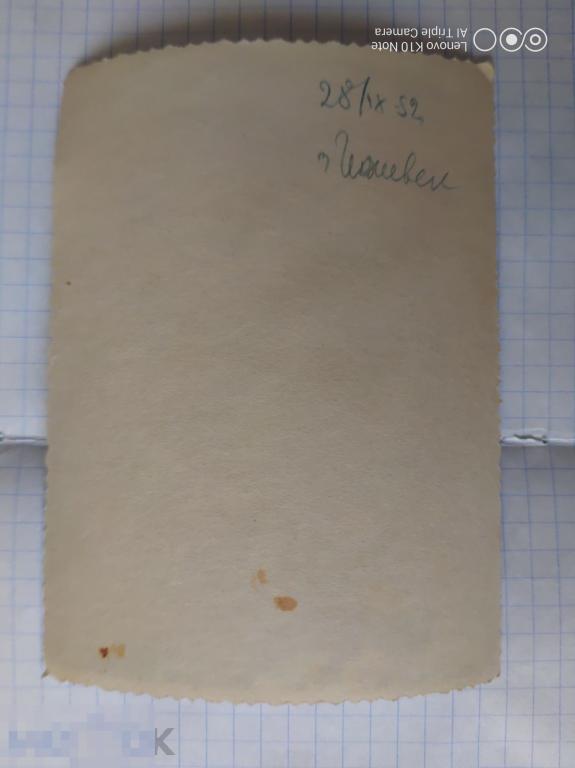 28/IX 52
г Ижевск
Lenovo K10 Note
AI Triple Camera